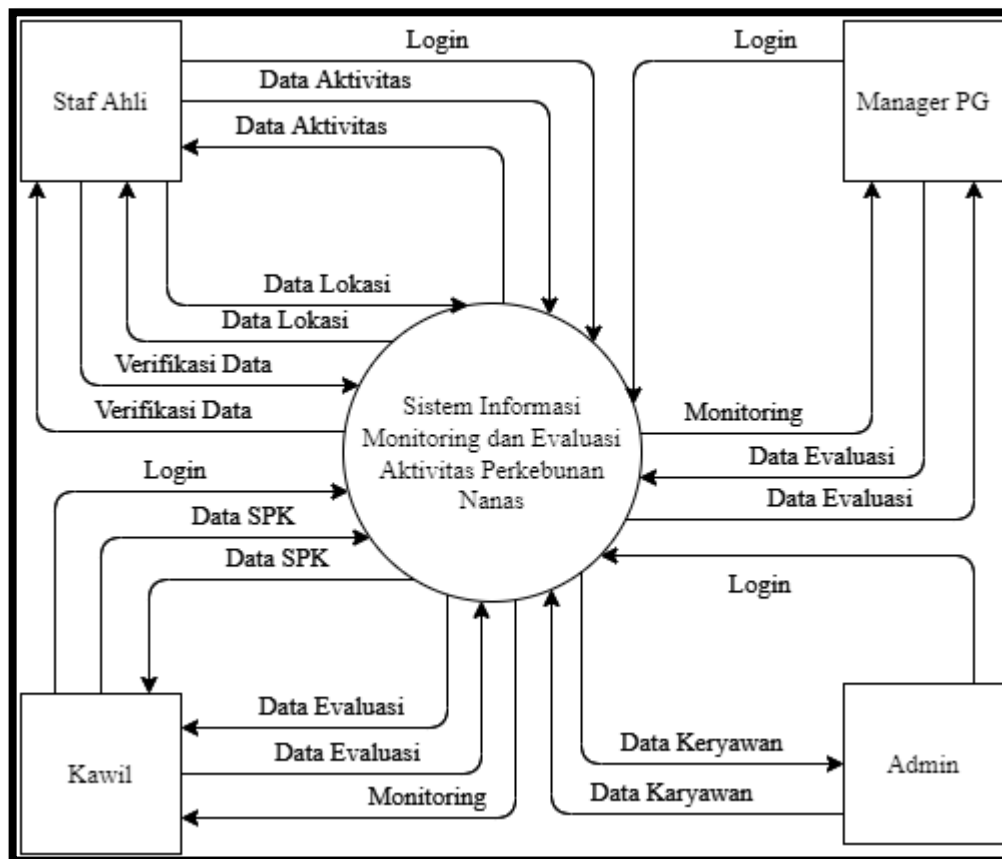 Login
Login
Staf Ahli
Data Aktivitas
Manager PG
Data Aktivitas
Data Lokasi
Data Lokasi
Verifikasi Data
Verifikasi Data
Sistem Informasi
Monitoring dan Evaluasi
Aktivitas Perkebunan
Nanas
Monitoring
Data Evaluasi
Data Evaluasi
Login
Data SPK
Data SPK
Login
Data Evaluasi
Data Evaluasi
Monitoring
Kawil
Data Keryawan
Data Karyawan
Admin